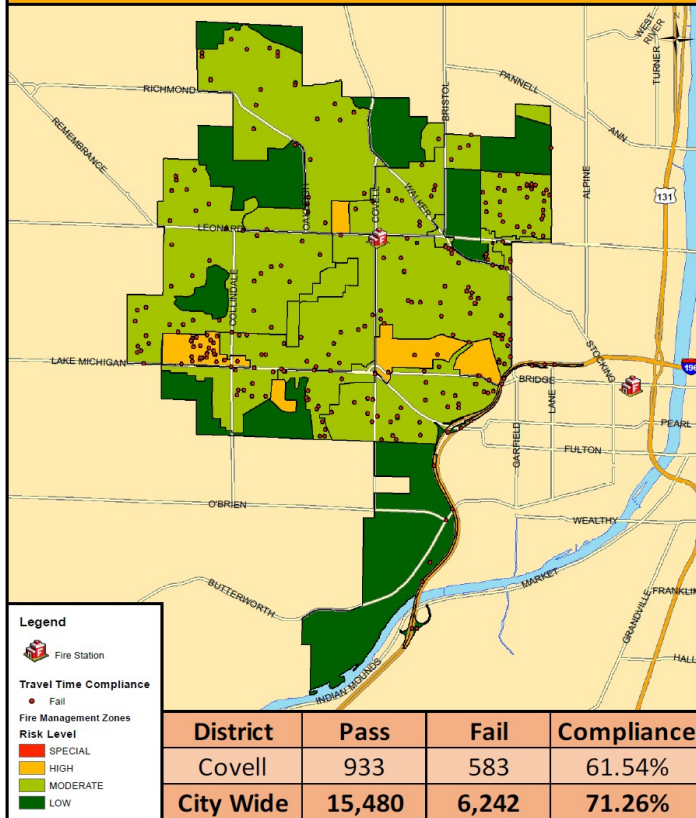 WEST
RIVER
TURNER
N
RICHMOND
PANNELL
BRISTOL
REMEMBRANCE
ANN
ALPINE
WALKER
COVELL
131
LEONARD
COLLINDALE
STOCKING
LAKE MICHIGAN
196
BRIDGE
LANE
PEARL
GARFIELD
FULTON
O'BRIEN
WEALTHY
MARKET
BUTTERWORTH
FRANKLIN
GRANDVILLE
INDIAN MOUNDS
HALL
Legend
Fire Station
Travel Time Compliance
Fail
Fire Management Zones
Risk Level
SPECIAL
HIGH
MODERATE
LOW
District Pass Fail Compliance
Covell 933 583 61.54%
City Wide 15,480 6,242 71.26%